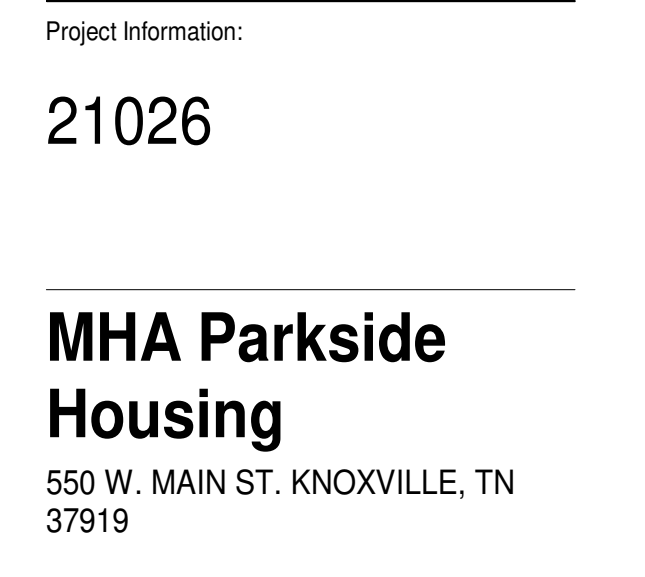 Project Information:
21026
MHA Parkside
Housing
550 W. MAIN ST. KNOXVILLE, TN
37919